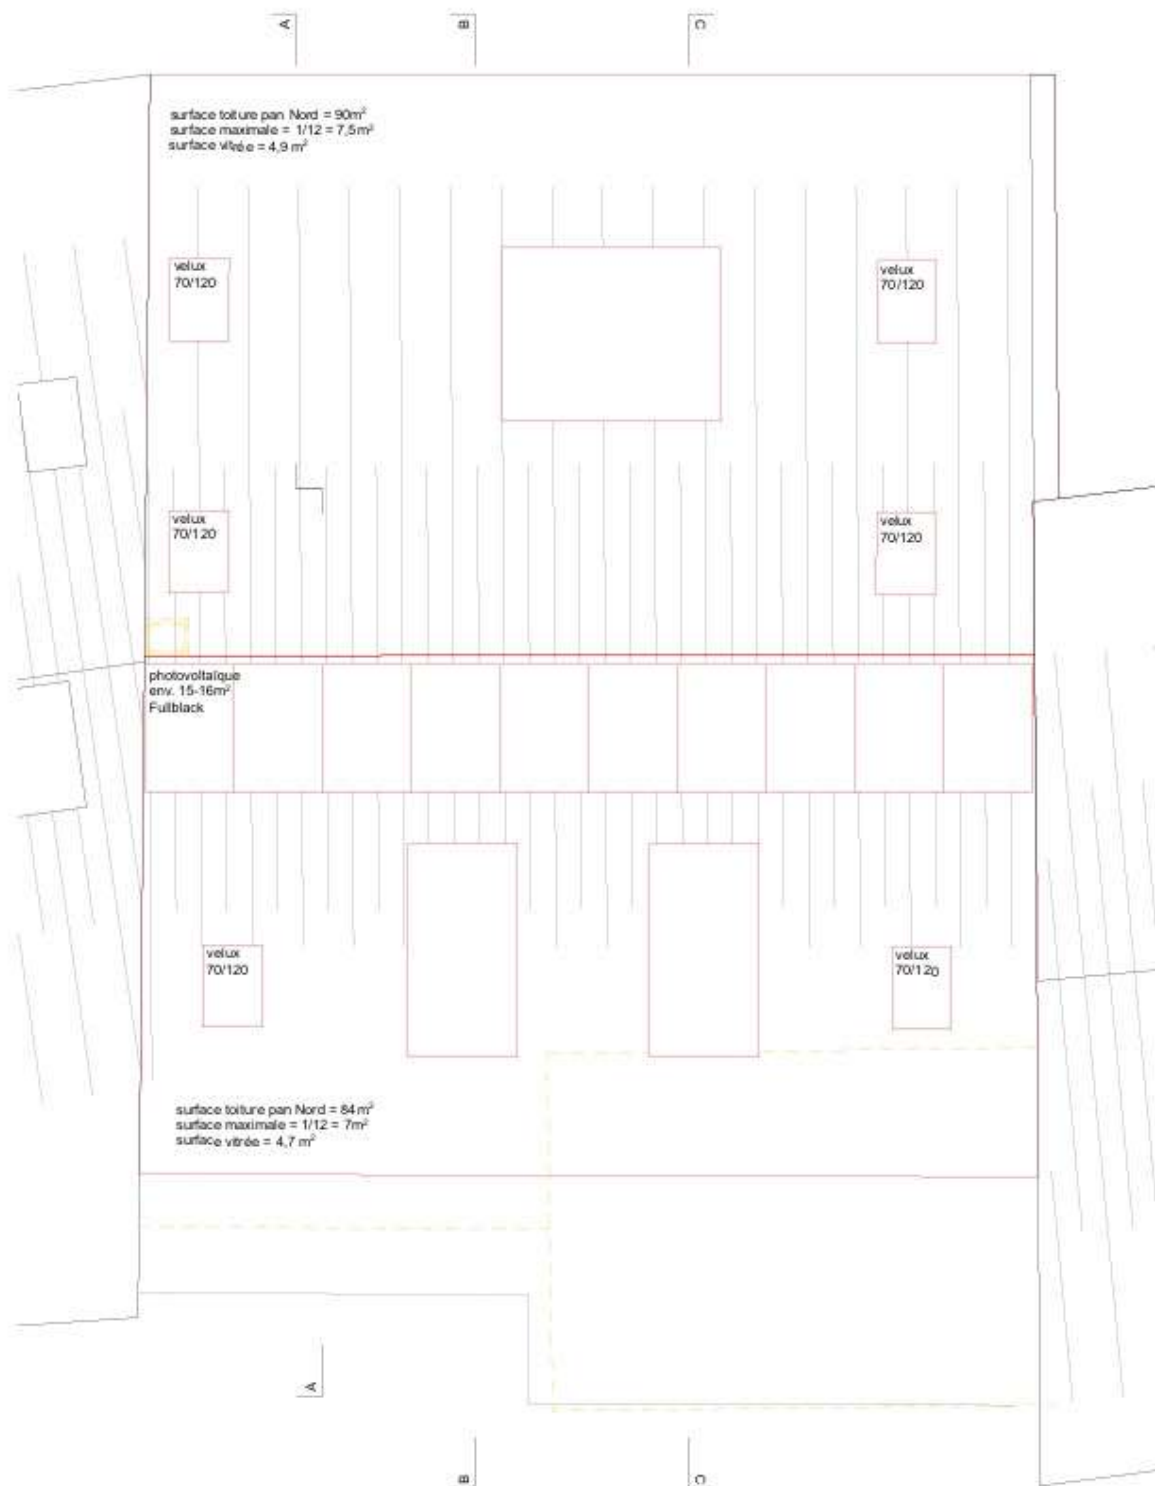 A
B
C
surface toiture pan Nord = 90m²
surface maximale = 1/12 = 7,5m²
surface vitrée = 4,9 m²
velux
70/120
velux
70/120
velux
70/120
velux
70/120
photovoltaïque
env. 15-16m²
Fullblack
velux
70/120
velux
70/120
surface toiture pan Nord = 84m²
surface maximale = 1/12 = 7m²
surface vitrée = 4,7 m²
A
B
C